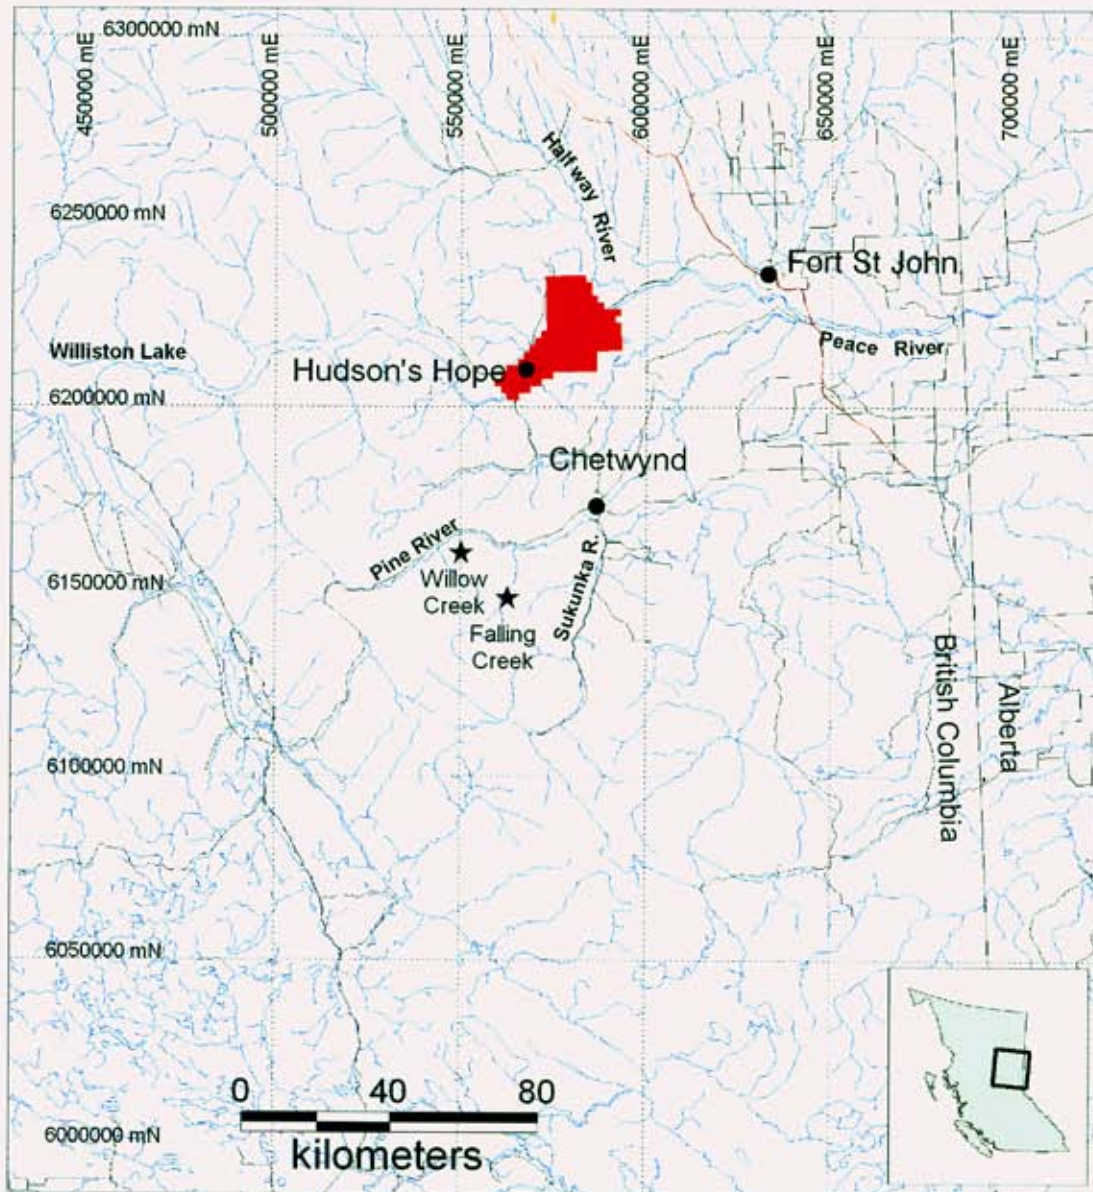 6300000 mN
450000 mE
500000 mE
550000 mE
600000 mE
650000 mE
700000 mE
Halfway River
6250000 mN
Fort St John
Peace River
Williston Lake
Hudson's Hope
6200000 mN
Chetwynd
Pine River
Sukunka R.
6150000 mN
Willow
Creek
Falling
Creek
British Columbia
Alberta
6100000 mN
6050000 mN
0 40 80
kilometers
6000000 mN